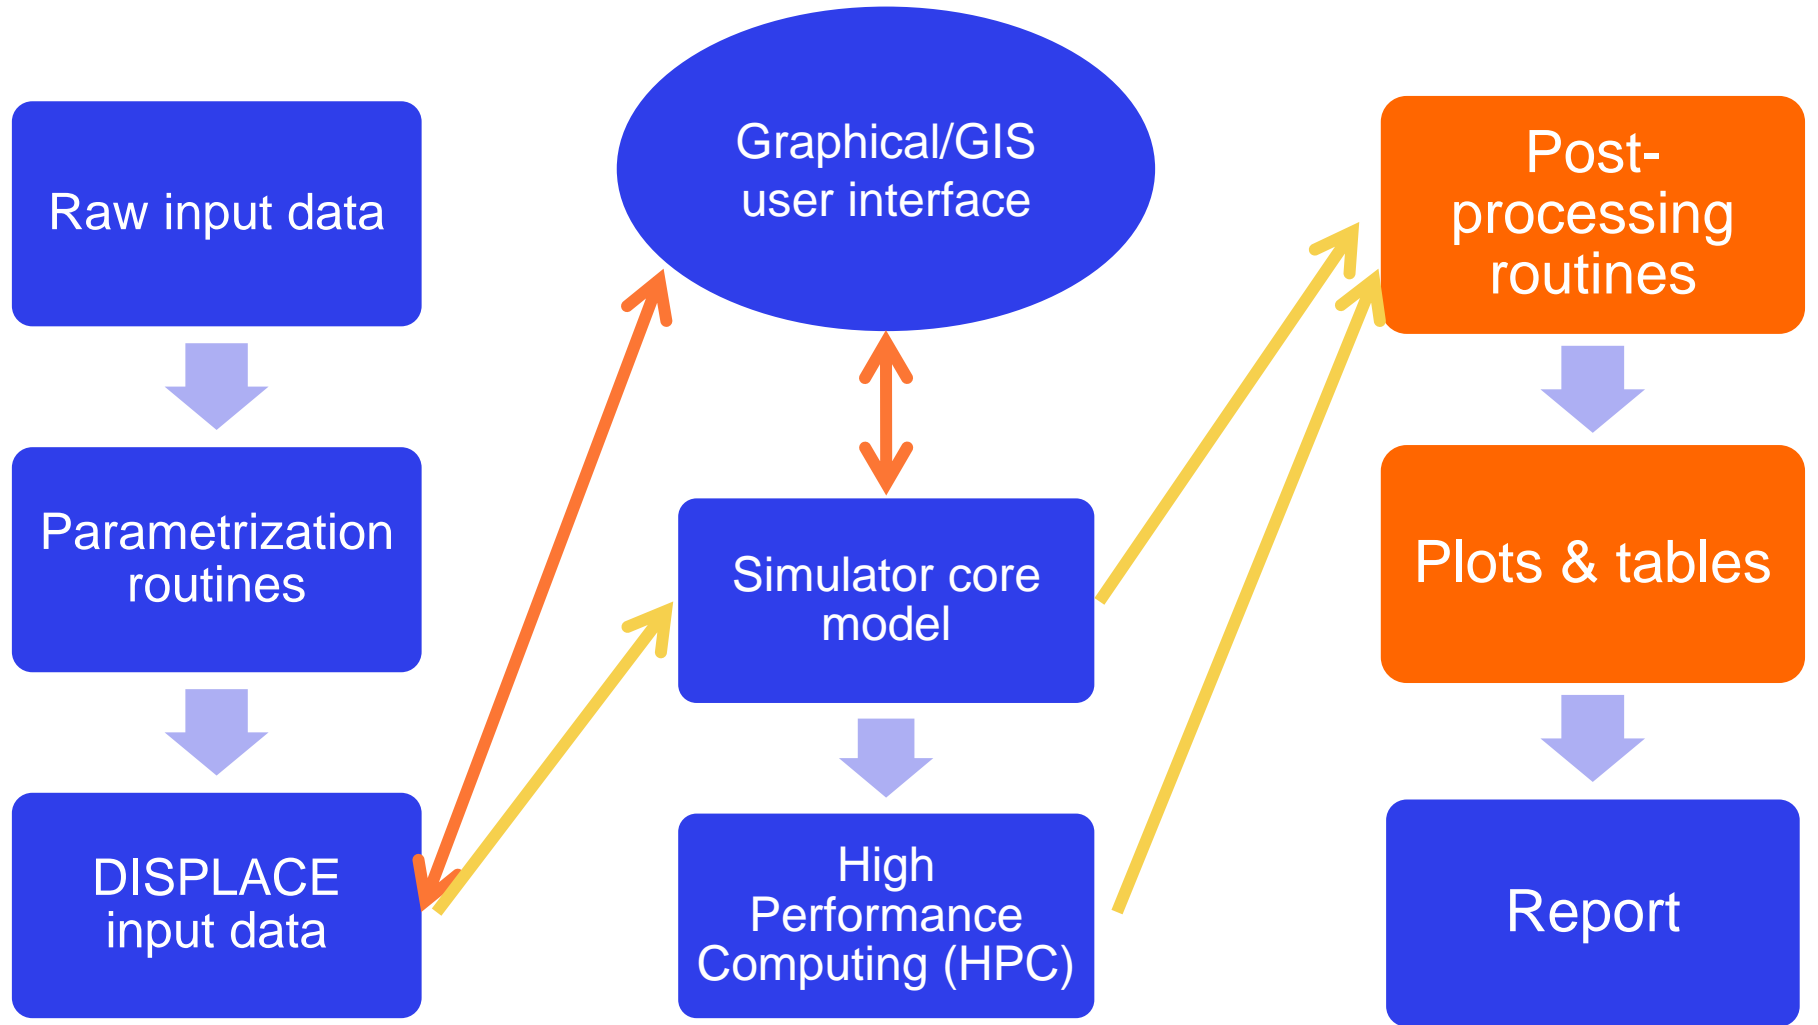 Raw input data
Parametrization
routines
DISPLACE
input data
Graphical/GIS
user interface
Simulator core
model
High
Performance
Computing (HPC)
Post-
processing
routines
Plots & tables
Report